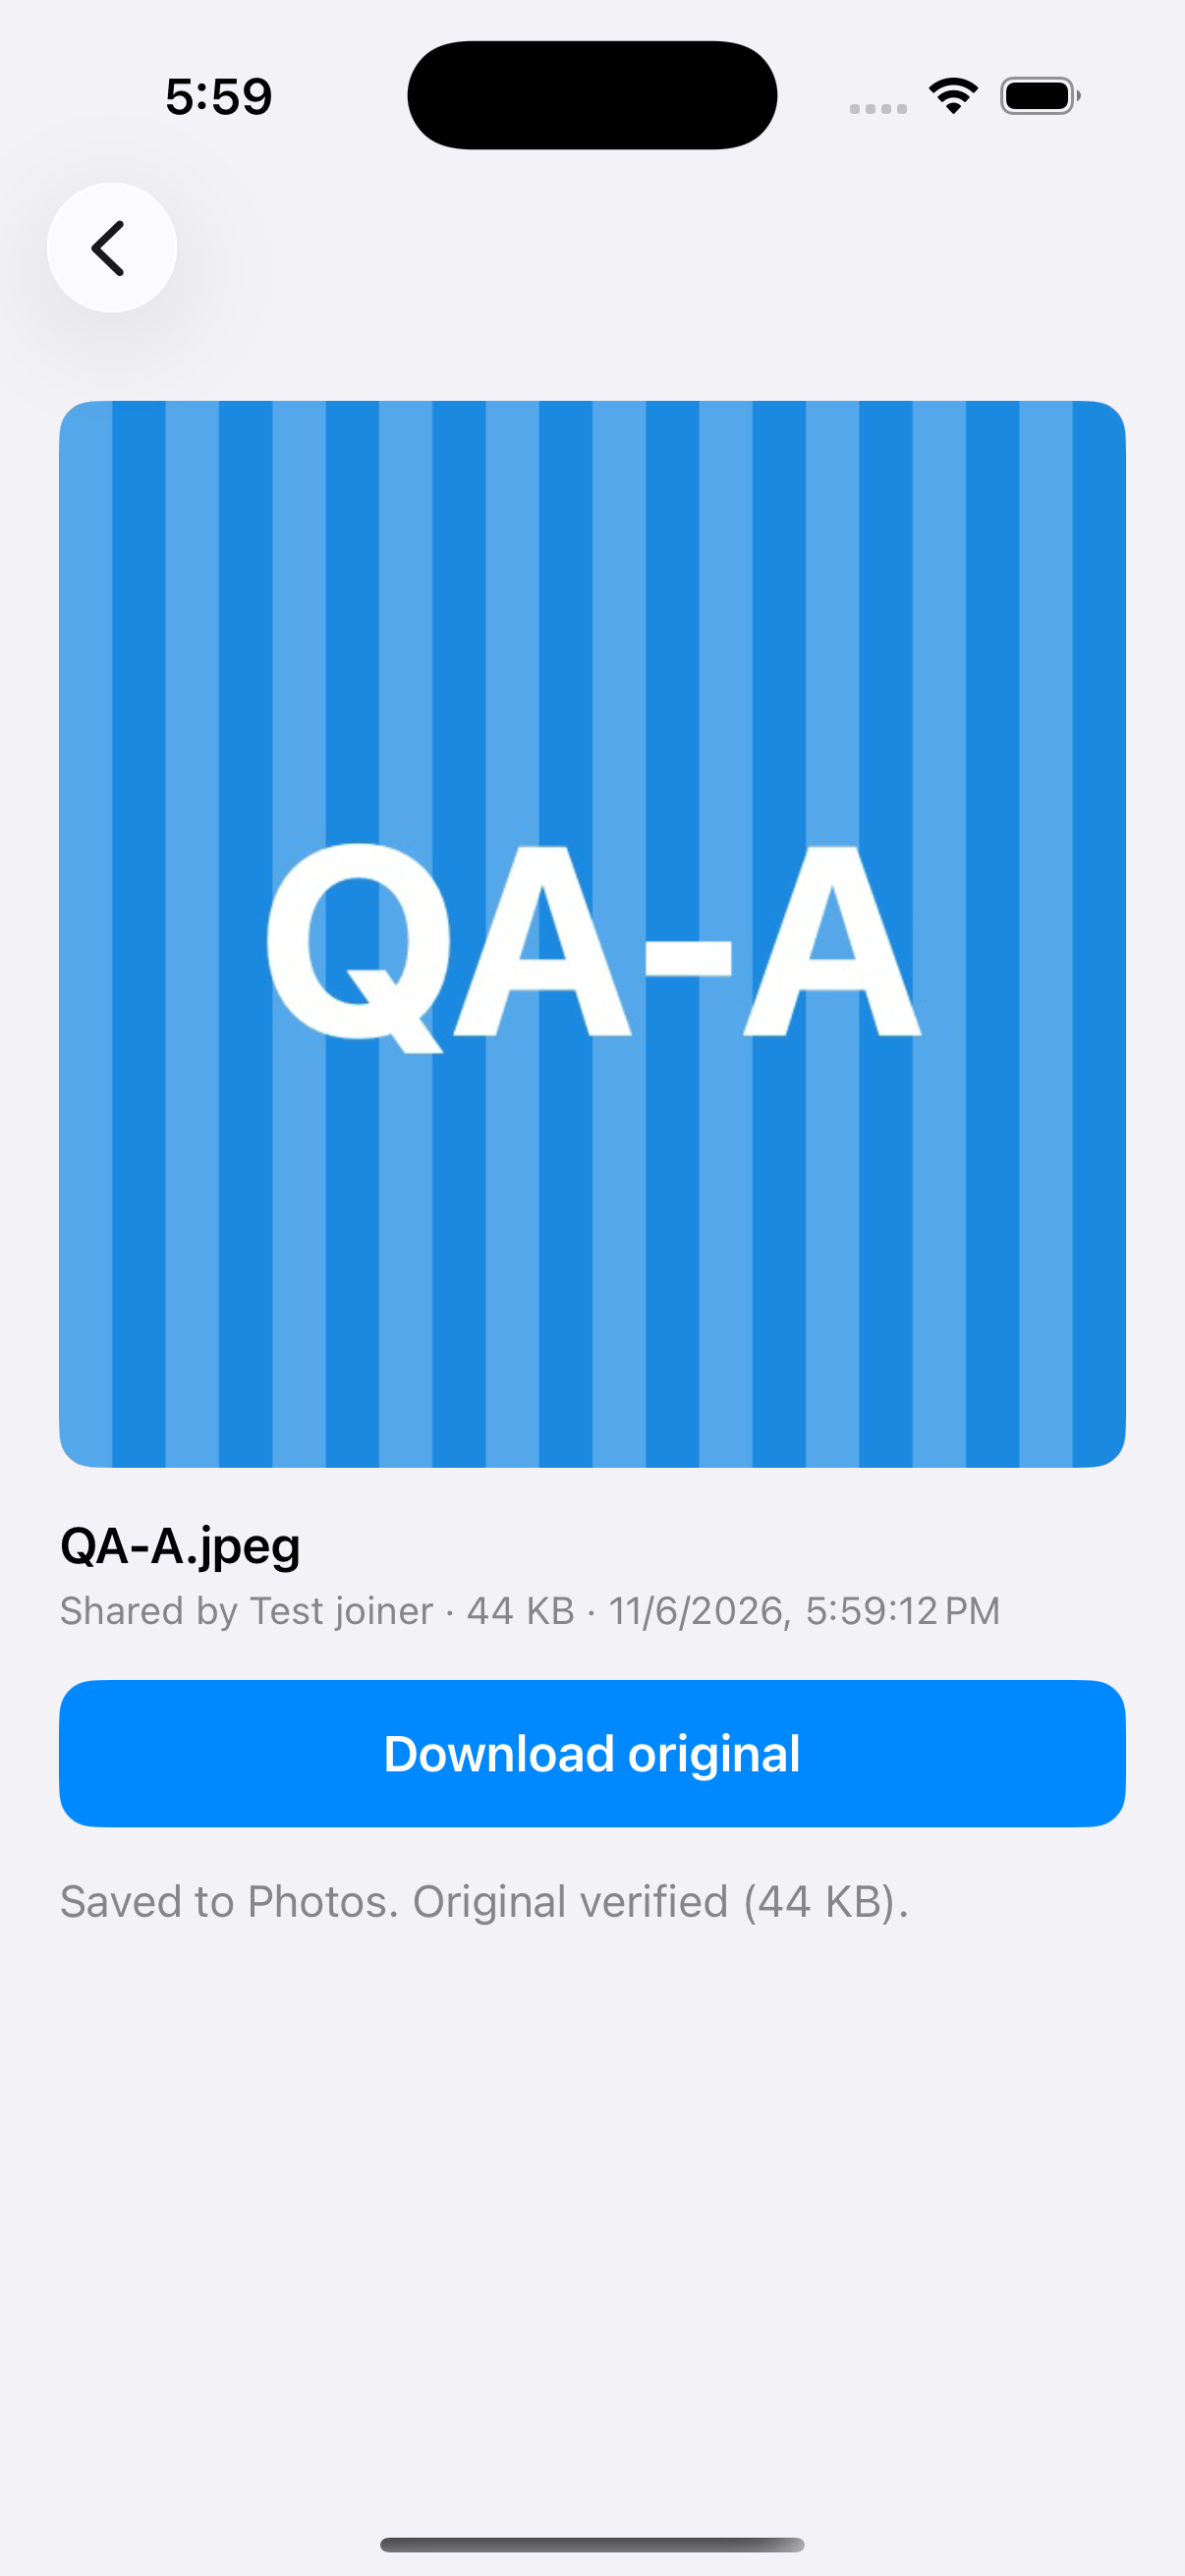 5:59
QA-A
QA-A.jpeg
Shared by Test joiner · 44 KB · 11/6/2026, 5:59:12 PM
Download original
Saved to Photos. Original verified (44 KB).